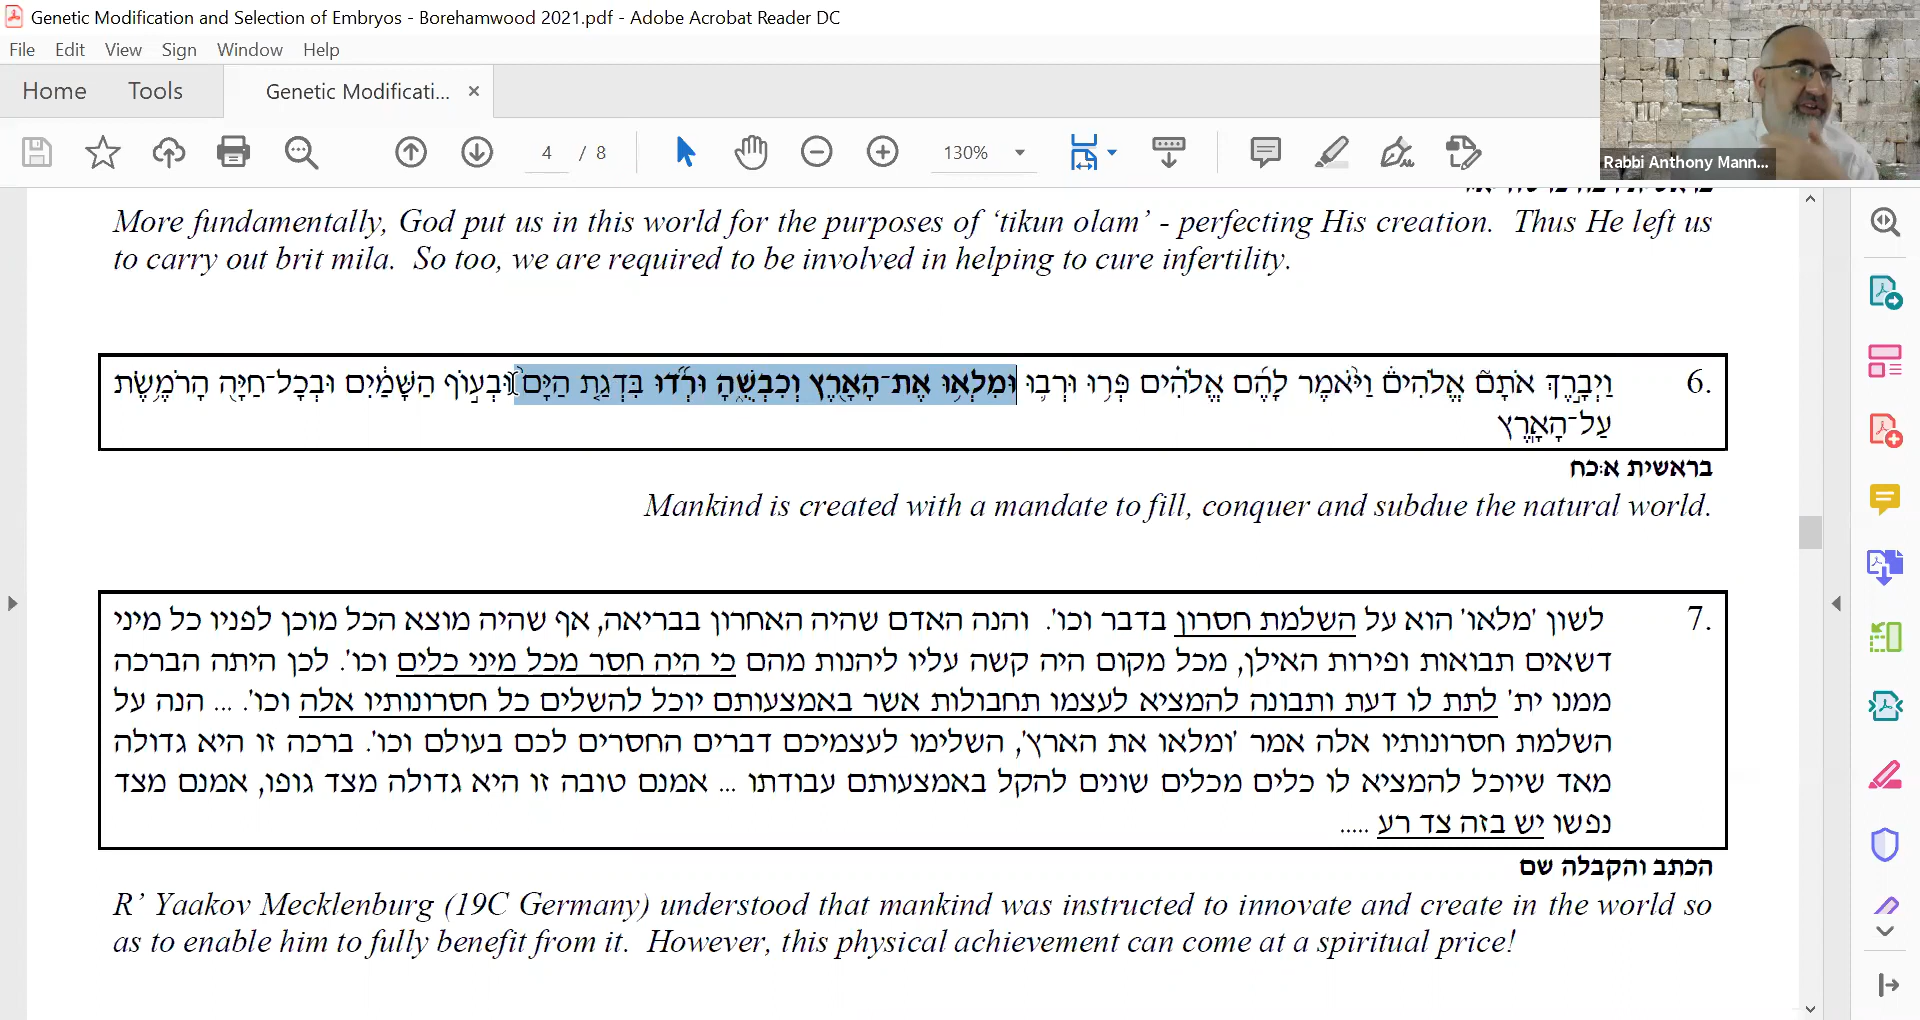 Genetic Modification and Selection of Embryos - Borehamwood 2021.pdf - Adobe Acrobat Reader DC
File Edit View Sign Window Help
Home Tools Genetic Modificati... ×
4 / 8 130%
Rabbi Anthony Mann...
More fundamentally, God put us in this world for the purposes of ‘tikun olam’ - perfecting His creation. Thus He left us
to carry out brit mila. So too, we are required to be involved in helping to cure infertility.
6. וַיְבָ֣רֶךְ אֹתָם֮ אֱלֹהִים֒ וַיֹּ֨אמֶר לָהֶ֜ם אֱלֹהִ֗ים פְּר֥וּ וּרְב֛וּ וּמִלְא֥וּ אֶת־הָאָ֖רֶץ וְכִבְשֻׁ֑הָ וּרְד֞וּ בִּדְגַ֤ת הַיָּם֙ וּבְע֣וֹף הַשָּׁמַ֔יִם וּבְכָל־חַיָּ֖ה הָרֹמֶ֥שֶׂת
עַל־הָאָֽרֶץ
בראשית א:כח
Mankind is created with a mandate to fill, conquer and subdue the natural world.
7. לשון 'מלאו' הוא על השלמת חסרון בדבר וכו'. והנה האדם שהיה האחרון בבריאה, אף שהיה מוצא הכל מוכן לפניו כל מיני
דשאים תבואות ופירות האילן, מכל מקום היה קשה עליו ליהנות מהם כי היה חסר מכל מיני כלים וכו'. לכן היתה הברכה
ממנו ית' לתת לו דעת ותבונה להמציא לעצמו תחבולות אשר באמצעותם יוכל להשלים כל חסרונותיו אלה וכו'. ... הנה על
השלמת חסרונותיו אלה אמר 'ומלאו את הארץ', השלימו לעצמיכם דברים החסרים לכם בעולם וכו'. ברכה זו היא גדולה
מאד שיוכל להמציא לו כלים מכלים שונים להקל באמצעותם עבודתו ... אמנם טובה זו היא גדולה מצד גופו, אמנם מצד
נפשו יש בזה צד רע .....
הכתב והקבלה שם
R’ Yaakov Mecklenburg (19C Germany) understood that mankind was instructed to innovate and create in the world so
as to enable him to fully benefit from it. However, this physical achievement can come at a spiritual price!